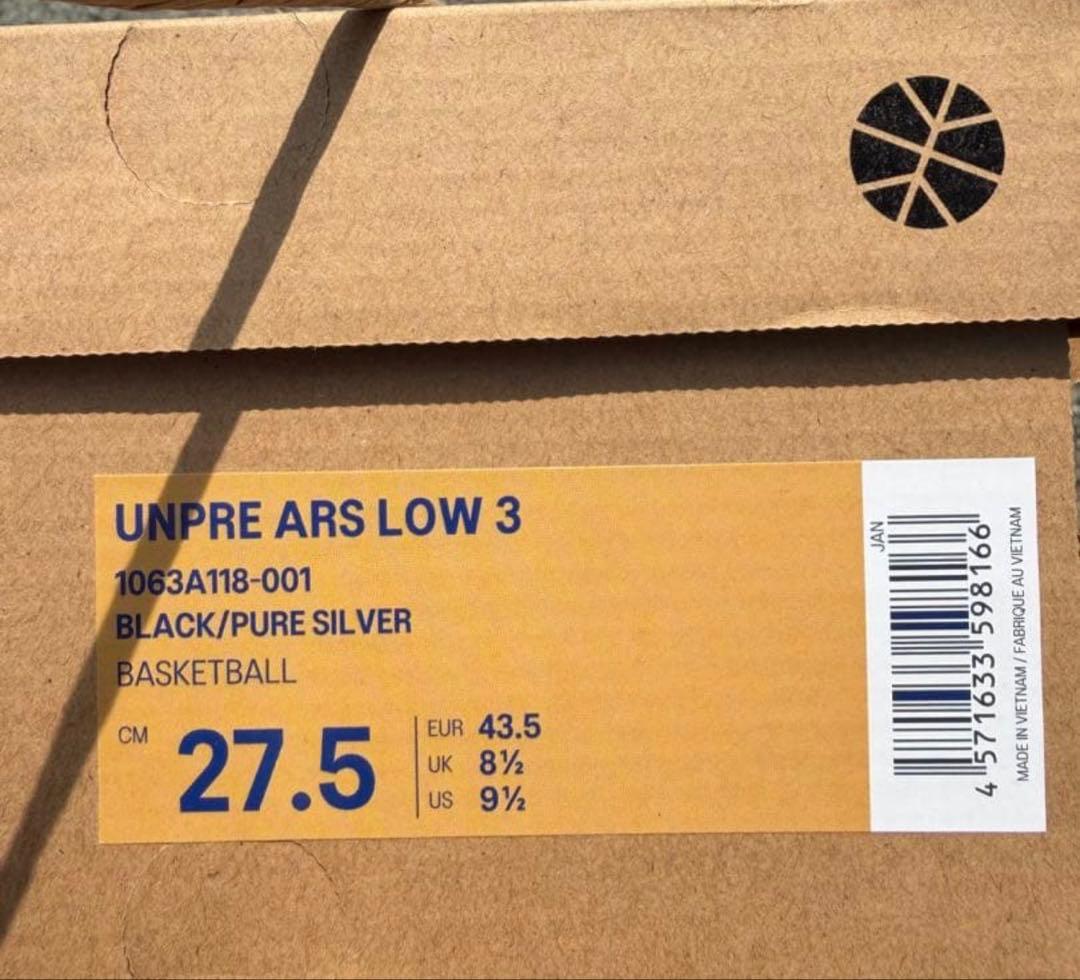 UNPRE ARS LOW 3
1063A118-001
BLACK/PURE SILVER
BASKETBALL
CM 27.5
EUR 43.5
UK 8½
US 9½
JAN
4 571633 598166
MADE IN VIETNAM / FABRIQUE AU VIETNAM